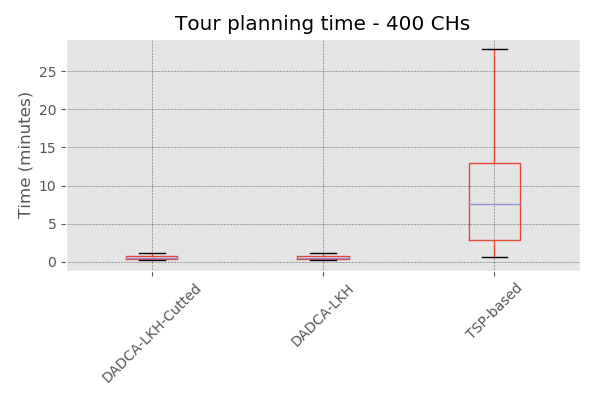 Tour planning time - 400 CHs
Time (minutes)
25
20
15
10
5
0
DADCA-LKH-Cutted
DADCA-LKH
TSP-based